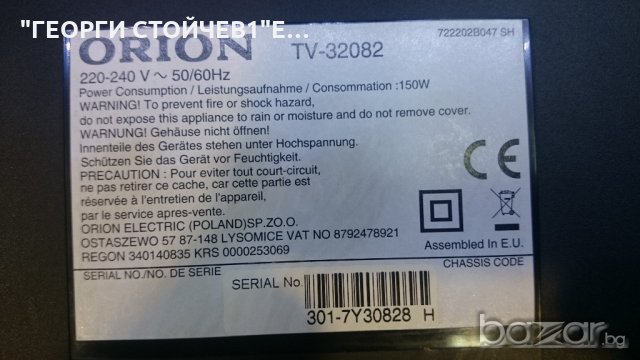 "ГЕОРГИ СТОЙЧЕВ1"Е...
ORION
TV-32082
722202B047 SH
220-240 V ~ 50/60Hz
Power Consumption / Leistungsaufnahme / Consommation :150W
WARNING! To prevent fire or shock hazard,
do not expose this appliance to rain or moisture and do not remove cover.
WARNUNG! Gehäuse nicht öffnen!
Innenteile des Gerätes stehen unter Hochspannung.
Schützen Sie das Gerät vor Feuchtigkeit.
PRECAUTION : Pour eviter tout court-circuit,
ne pas retirer ce cache, car cette partie est
réservée à l'entretien de l'appareil,
par le service apres-vente.
ORION ELECTRIC (POLAND)SP.ZO.O.
OSTASZEWO 57 87-148 LYSOMICE VAT NO 8792478921
REGON 340140835 KRS 0000253069
CE
Assembled In E.U.
SERIAL NO./NO. DE SERIE
CHASSIS CODE
SERIAL No.
301-7Y30828 H
bazar.bg